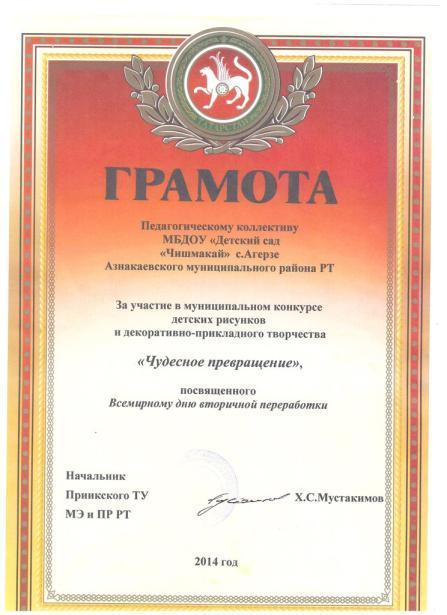 ТАТАРСТАН
ГРАМОТА
Педагогическому коллективу
МБДОУ «Детский сад
«Чишмакай» с.Агерзе
Азнакаевского муниципального района РТ
За участие в муниципальном конкурсе
детских рисунков
и декоративно-прикладного творчества
«Чудесное превращение»,
посвященного
Всемирному дню вторичной переработки
Начальник
Приикского ТУ
МЭ и ПР РТ
Х.С.Мустакимов
2014 год